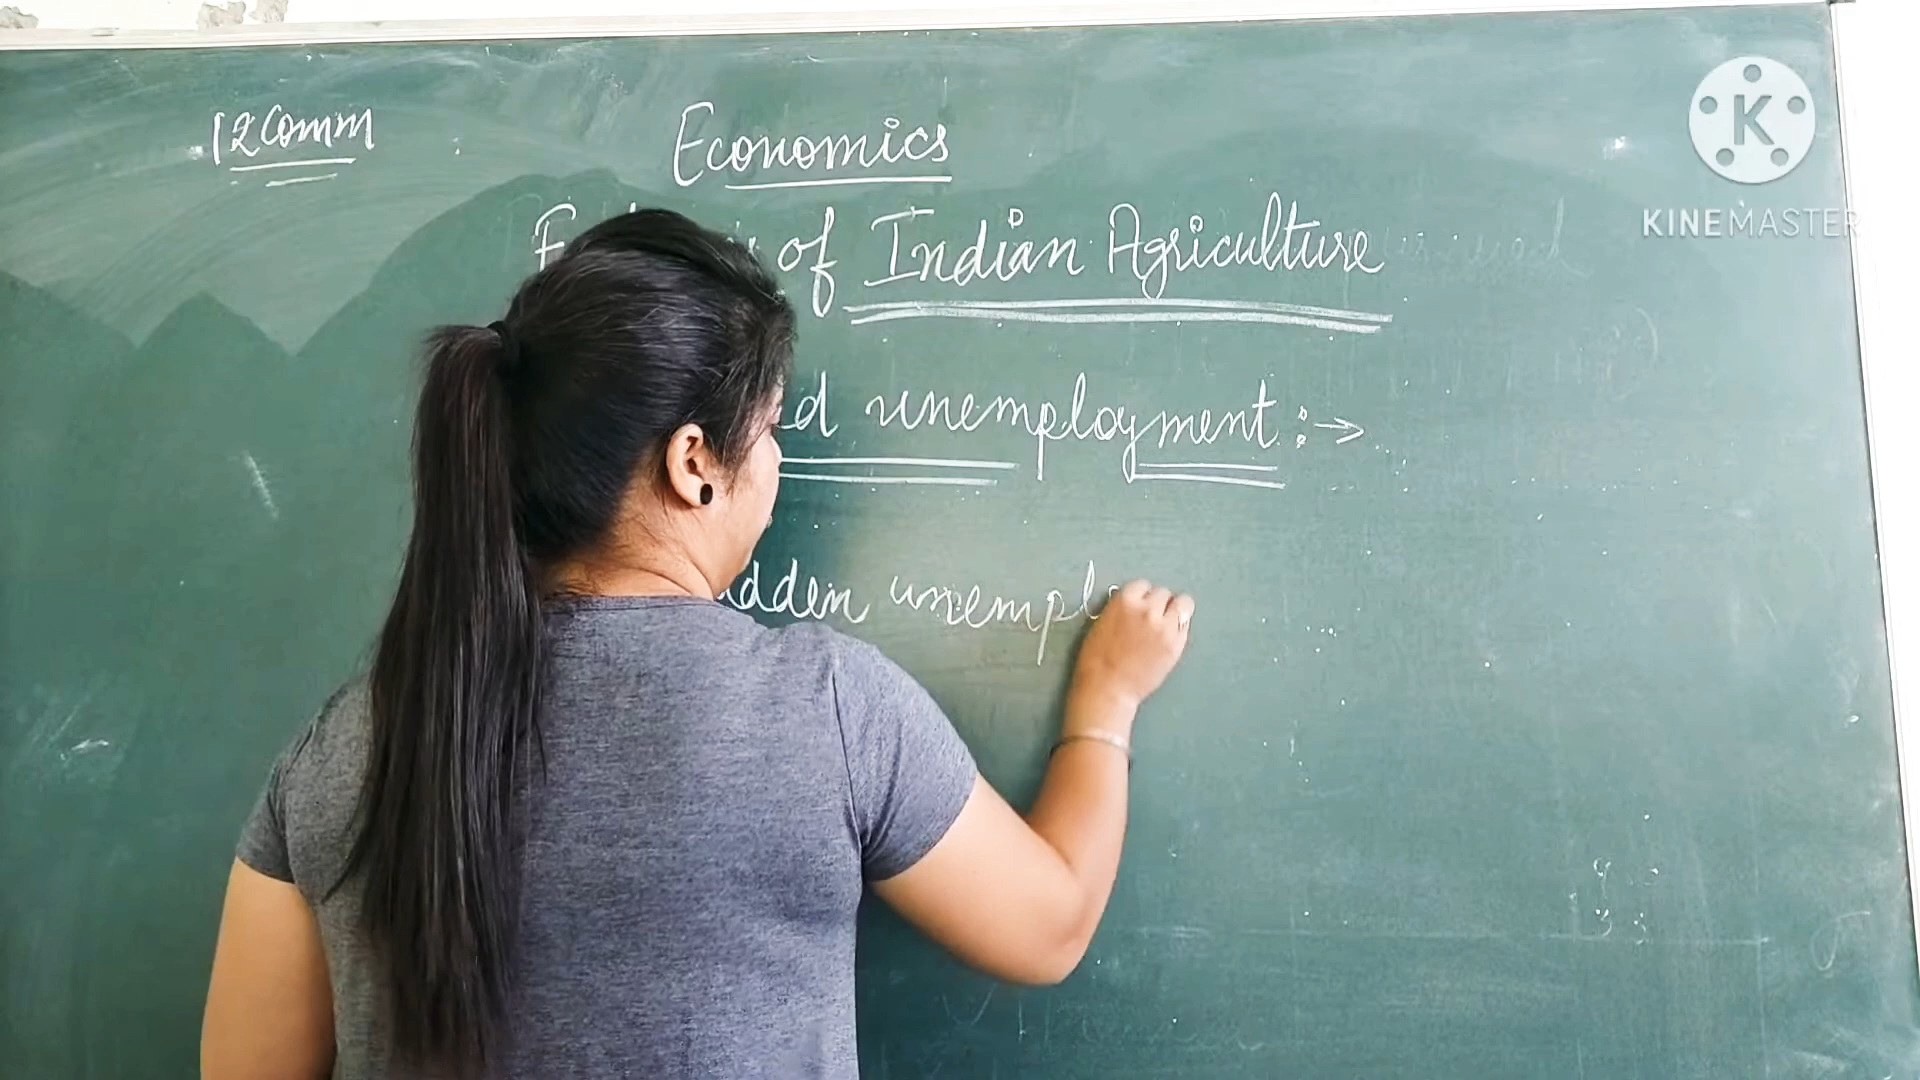 12 Comm
Economics
of Indian Agriculture
unemployment :→
unempl
K
KINEMASTER